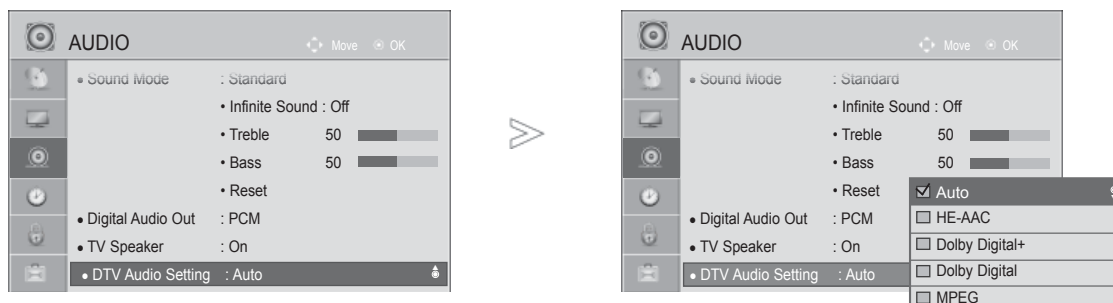 AUDIO
Move OK
• Sound Mode : Standard
• Infinite Sound : Off
• Treble 50
• Bass 50
• Reset
• Digital Audio Out : PCM
• TV Speaker : On
• DTV Audio Setting : Auto
AUDIO
Move OK
• Sound Mode : Standard
• Infinite Sound : Off
• Treble 50
• Bass 50
• Reset
• Digital Audio Out : PCM
• TV Speaker : On
• DTV Audio Setting : Auto
Auto
HE-AAC
Dolby Digital+
Dolby Digital
MPEG